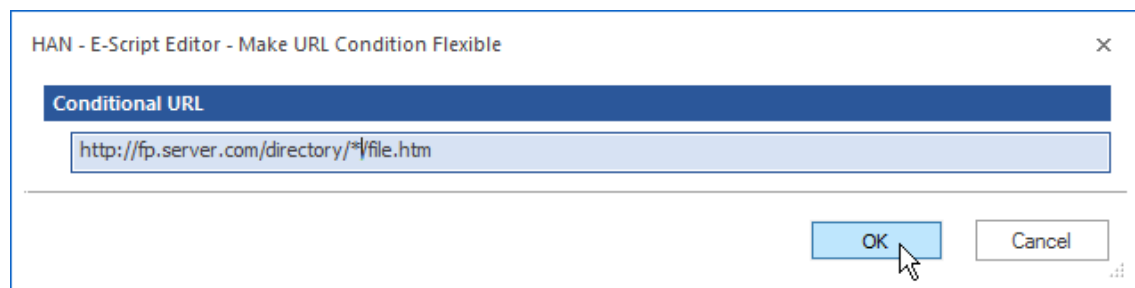 HAN - E-Script Editor - Make URL Condition Flexible
Conditional URL
http://fp.server.com/directory/*/file.htm
OK
Cancel